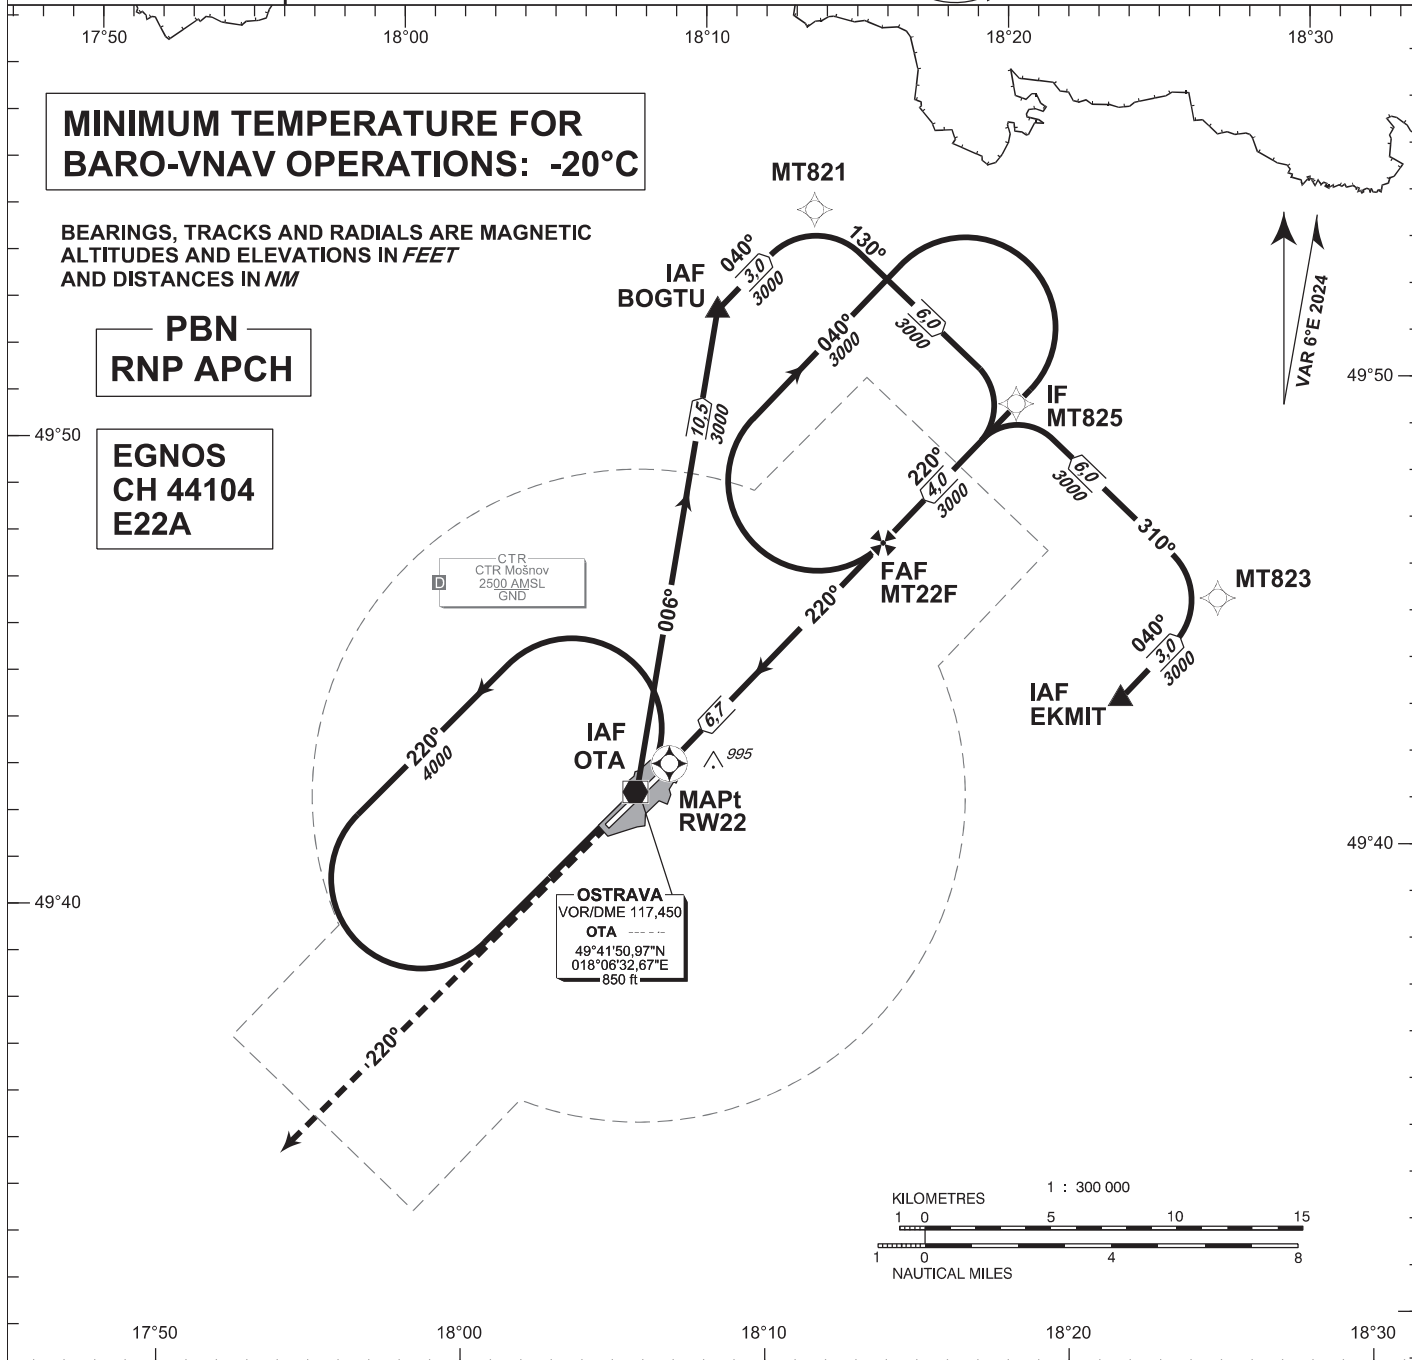 17°50
18°00
18°10
18°20
18°30
MINIMUM TEMPERATURE FOR
BARO-VNAV OPERATIONS: -20°C
BEARINGS, TRACKS AND RADIALS ARE MAGNETIC
ALTITUDES AND ELEVATIONS IN FEET
AND DISTANCES IN NM
PBN
RNP APCH
EGNOS
CH 44104
E22A
MT821
IAF
BOGTU
040°
3,0
3000
130°
6,0
3000
040°
3000
VAR 6°E 2024
49°50
IF
MT825
49°50
10,5
3000
220°
4,0
3000
6,0
3000
310°
CTR
CTR Mošnov
2500 AMSL
GND
D
FAF
MT22F
MT823
006°
220°
040°
3,0
3000
IAF
EKMIT
6,7
IAF
OTA
995
220°
4000
MAPt
RW22
49°40
49°40
OSTRAVA
VOR/DME 117,450
OTA
49°41'50,97"N
018°06'32,67"E
850 ft
220°
1 : 300 000
KILOMETRES
1 0 5 10 15
1 0 4 8
NAUTICAL MILES
17°50
18°00
18°10
18°20
18°30